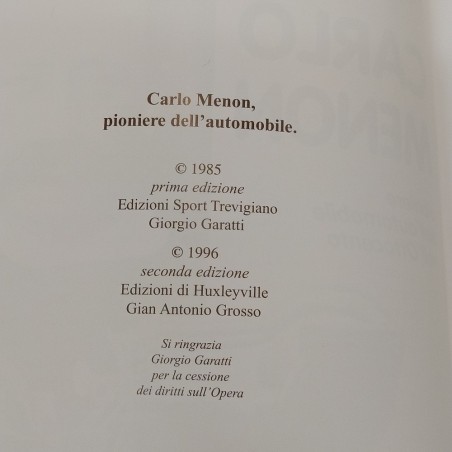 Carlo Menon,
pioniere dell'automobile.
© 1985
prima edizione
Edizioni Sport Trevigiano
Giorgio Garatti
© 1996
seconda edizione
Edizioni di Huxleyville
Gian Antonio Grosso
Si ringrazia
Giorgio Garatti
per la cessione
dei diritti sull'Opera